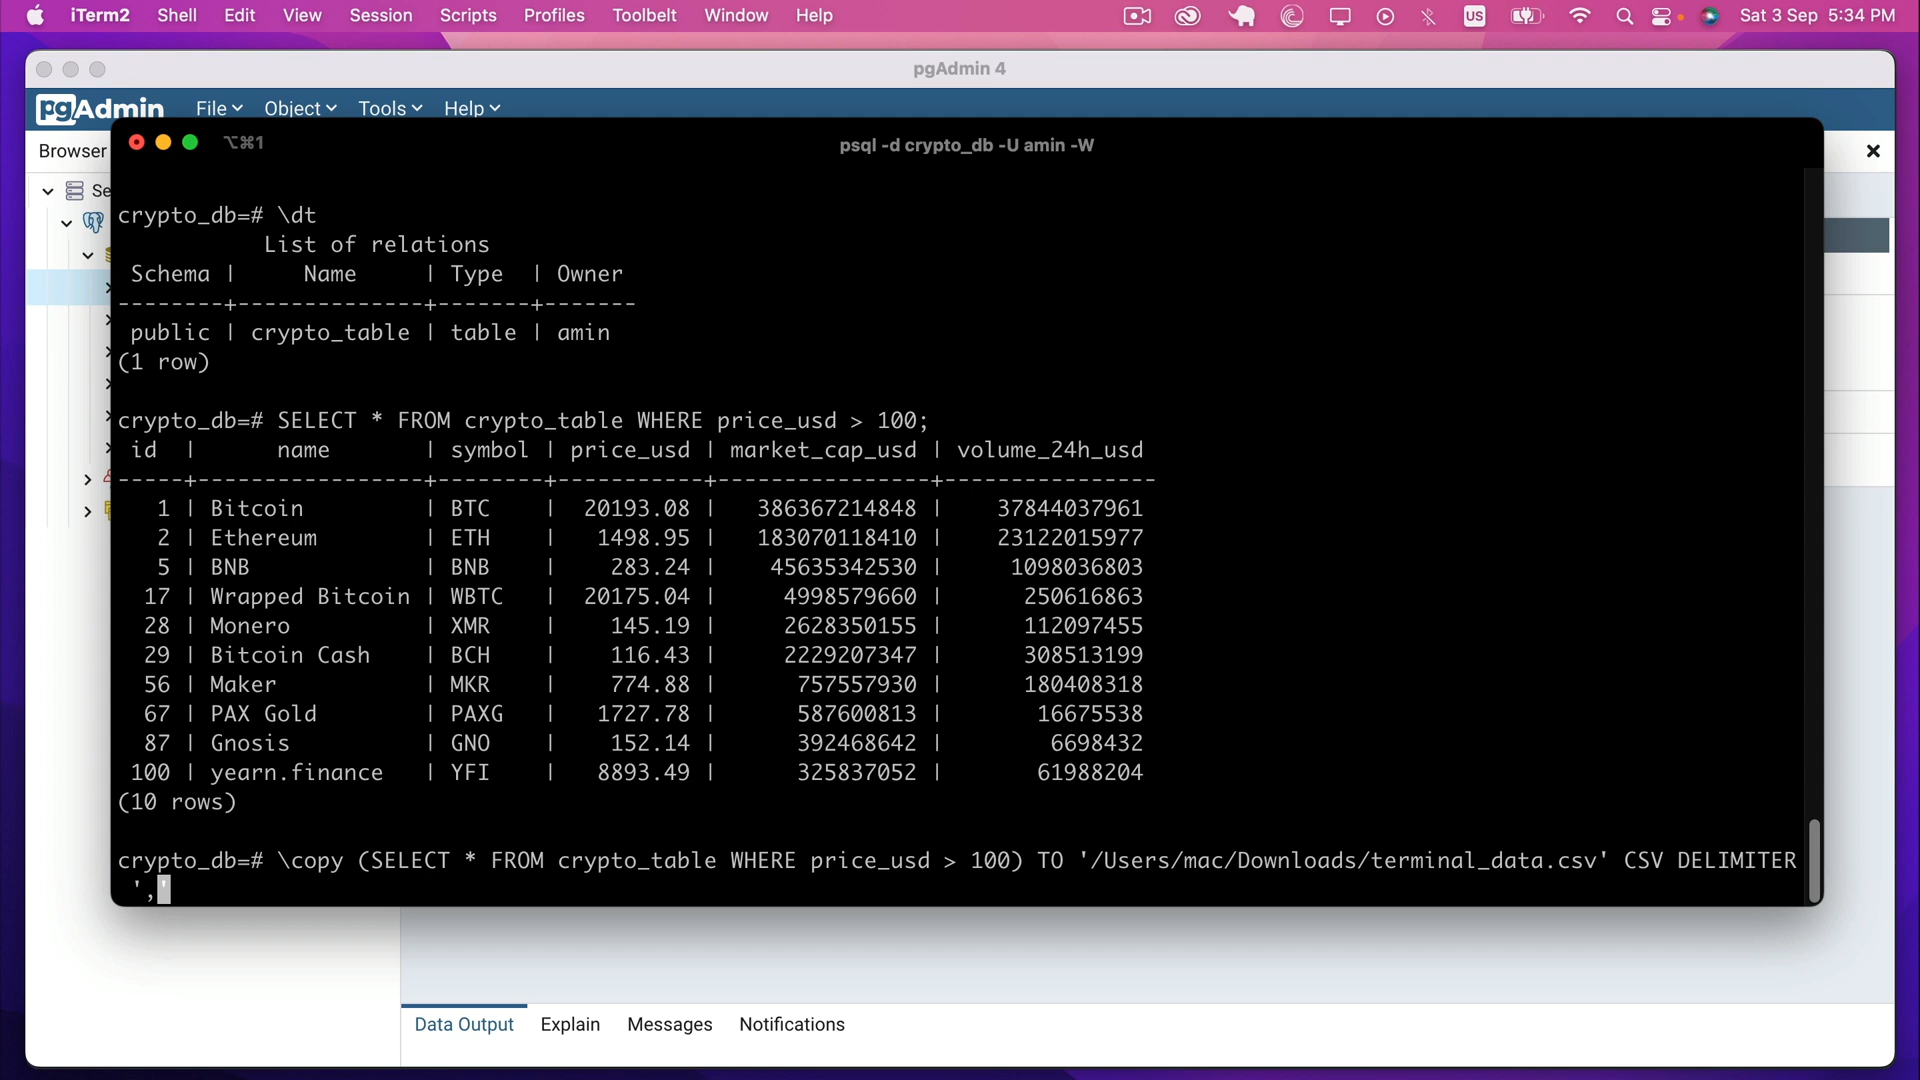 iTerm2 Shell Edit View Session Scripts Profiles Toolbelt Window Help US Sat 3 Sep 5:34 PM
pgAdmin 4
pgAdmin File Object Tools Help
Browser
⌥⌘1 psql -d crypto_db -U amin -W
Se
crypto_db=# \dt
List of relations
Schema | Name | Type | Owner
--------+--------------+-------+-------
public | crypto_table | table | amin
(1 row)
crypto_db=# SELECT * FROM crypto_table WHERE price_usd > 100;
id | name | symbol | price_usd | market_cap_usd | volume_24h_usd
-----+-----------------+--------+-----------+----------------+----------------
1 | Bitcoin | BTC | 20193.08 | 386367214848 | 37844037961
2 | Ethereum | ETH | 1498.95 | 183070118410 | 23122015977
5 | BNB | BNB | 283.24 | 45635342530 | 1098036803
17 | Wrapped Bitcoin | WBTC | 20175.04 | 4998579660 | 250616863
28 | Monero | XMR | 145.19 | 2628350155 | 112097455
29 | Bitcoin Cash | BCH | 116.43 | 2229207347 | 308513199
56 | Maker | MKR | 774.88 | 757557930 | 180408318
67 | PAX Gold | PAXG | 1727.78 | 587600813 | 16675538
87 | Gnosis | GNO | 152.14 | 392468642 | 6698432
100 | yearn.finance | YFI | 8893.49 | 325837052 | 61988204
(10 rows)
crypto_db=# \copy (SELECT * FROM crypto_table WHERE price_usd > 100) TO '/Users/mac/Downloads/terminal_data.csv' CSV DELIMITER
','
Data Output Explain Messages Notifications